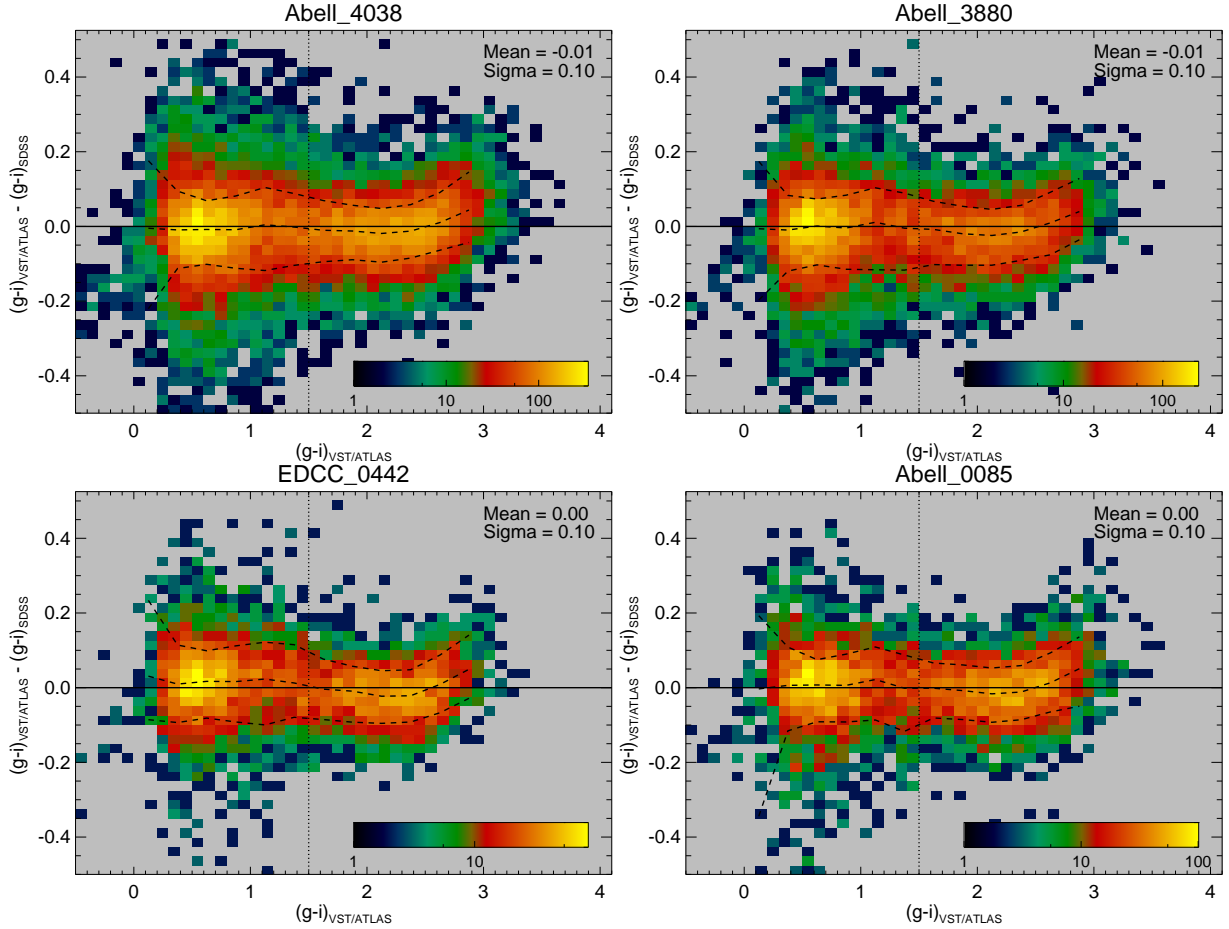 Abell_4038
Mean = -0.01
Sigma = 0.10
0.4
0.2
0.0
-0.2
-0.4
(g-i)VST/ATLAS - (g-i)SDSS
1 10 100
0 1 2 3 4
(g-i)VST/ATLAS
Abell_3880
Mean = -0.01
Sigma = 0.10
0.4
0.2
0.0
-0.2
-0.4
(g-i)VST/ATLAS - (g-i)SDSS
1 10 100
0 1 2 3 4
(g-i)VST/ATLAS
EDCC_0442
Mean = 0.00
Sigma = 0.10
0.4
0.2
0.0
-0.2
-0.4
(g-i)VST/ATLAS - (g-i)SDSS
1 10
0 1 2 3 4
(g-i)VST/ATLAS
Abell_0085
Mean = 0.00
Sigma = 0.10
0.4
0.2
0.0
-0.2
-0.4
(g-i)VST/ATLAS - (g-i)SDSS
1 10 100
0 1 2 3 4
(g-i)VST/ATLAS